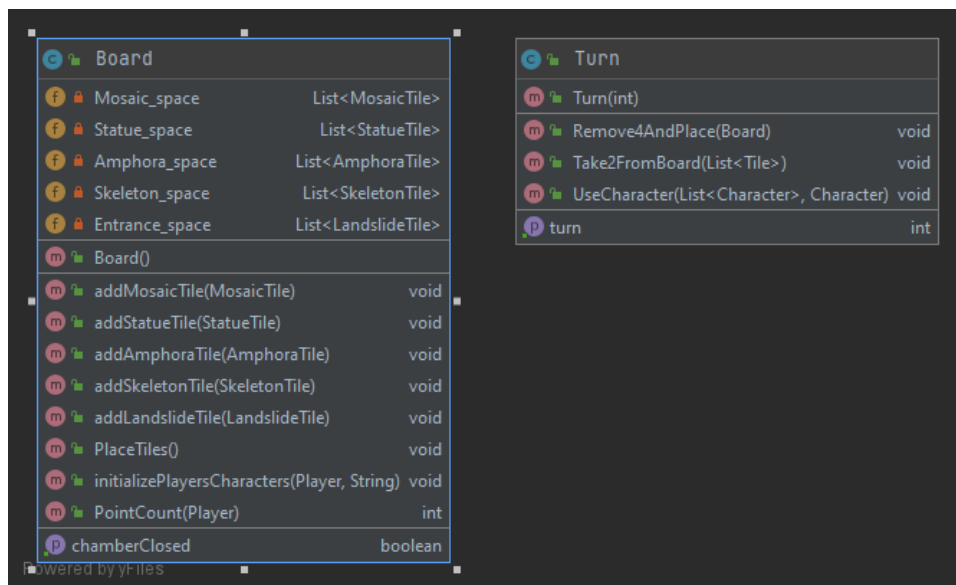 Board
Mosaic_space List<MosaicTile>
Statue_space List<StatueTile>
Amphora_space List<AmphoraTile>
Skeleton_space List<SkeletonTile>
Entrance_space List<LandslideTile>
Board()
addMosaicTile(MosaicTile) void
addStatueTile(StatueTile) void
addAmphoraTile(AmphoraTile) void
addSkeletonTile(SkeletonTile) void
addLandslideTile(LandslideTile) void
PlaceTiles() void
initializePlayersCharacters(Player, String) void
PointCount(Player) int
chamberClosed boolean
Powered by yFiles
Turn
Turn(int)
Remove4AndPlace(Board) void
Take2FromBoard(List<Tile>) void
UseCharacter(List<Character>, Character) void
turn int